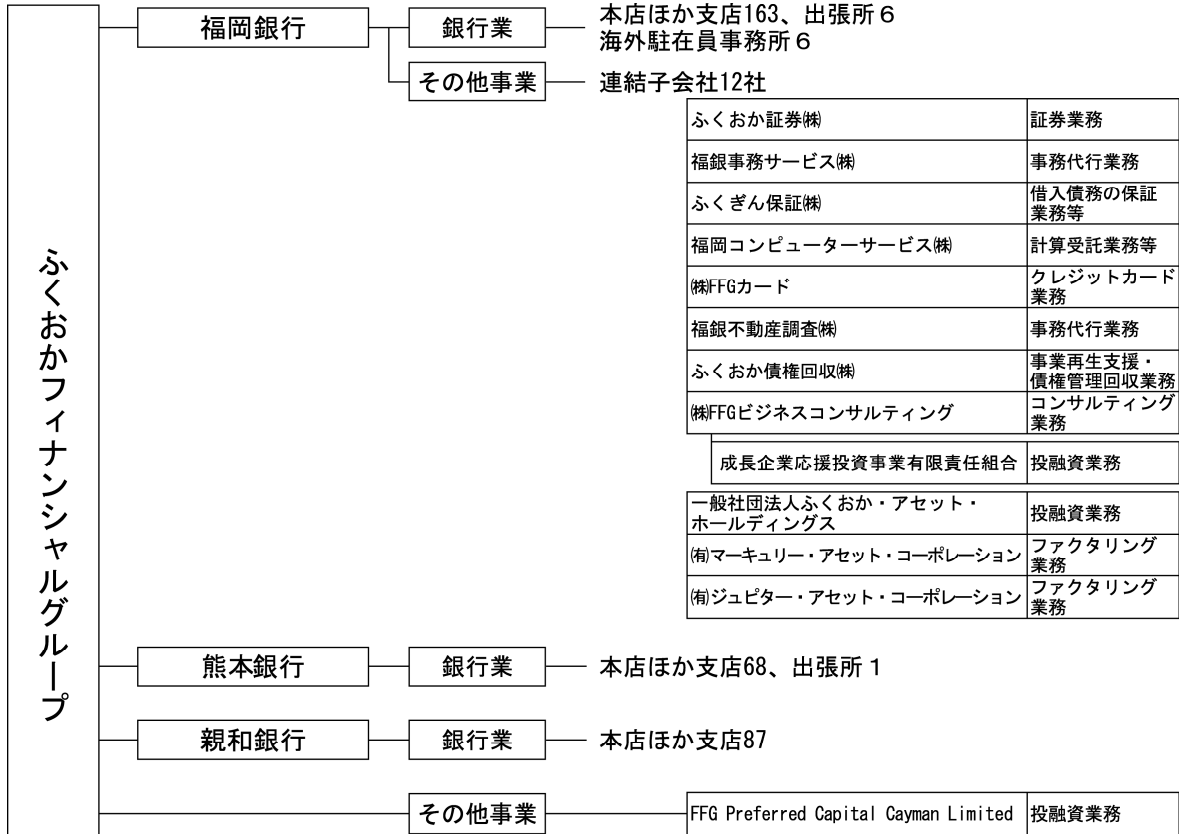 ふくおかフィナンシャルグループ
福岡銀行
銀行業
本店ほか支店163、出張所6
海外駐在員事務所6
その他事業
連結子会社12社
ふくおか証券㈱
証券業務
福銀事務サービス㈱
事務代行業務
ふくぎん保証㈱
借入債務の保証
業務等
福岡コンピューターサービス㈱
計算受託業務等
㈱FFGカード
クレジットカード
業務
福銀不動産調査㈱
事務代行業務
ふくおか債権回収㈱
事業再生支援・
債権管理回収業務
㈱FFGビジネスコンサルティング
コンサルティング
業務
成長企業応援投資事業有限責任組合
投融資業務
一般社団法人ふくおか・アセット・
ホールディングス
投融資業務
㈲マーキュリー・アセット・コーポレーション
ファクタリング
業務
㈲ジュピター・アセット・コーポレーション
ファクタリング
業務
熊本銀行
銀行業
本店ほか支店68、出張所1
親和銀行
銀行業
本店ほか支店87
その他事業
FFG Preferred Capital Cayman Limited
投融資業務